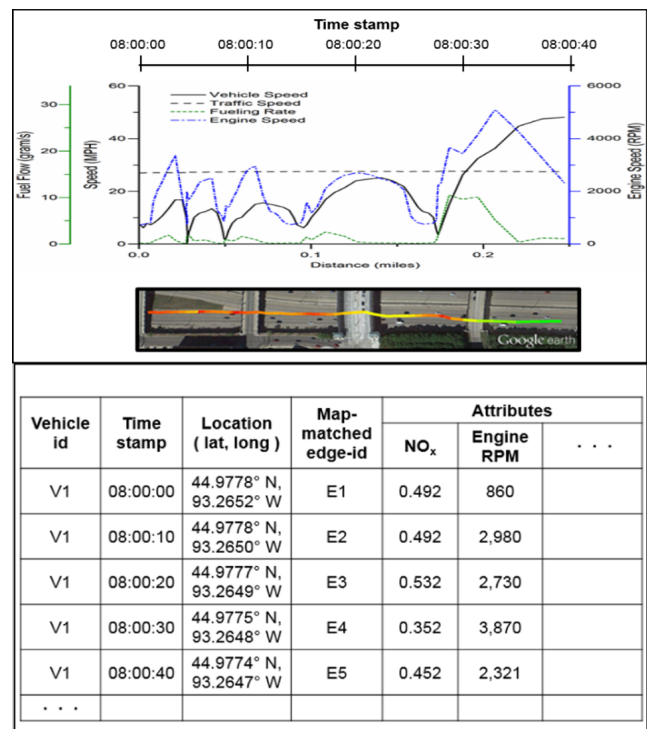 Time stamp
08:00:00 08:00:10 08:00:20 08:00:30 08:00:40
Fuel Flow (gram/s)
30
20
10
0
Speed (MPH)
60
40
20
0
Vehicle Speed
Traffic Speed
Fueling Rate
Engine Speed
6000
4000
2000
0
Engine Speed (RPM)
0.0 0.1 0.2
Distance (miles)
Google earth
Vehicle id Time stamp Location ( lat, long ) Map-matched edge-id Attributes
NOx Engine RPM . . .
V1 08:00:00 44.9778° N, 93.2652° W E1 0.492 860
V1 08:00:10 44.9778° N, 93.2650° W E2 0.492 2,980
V1 08:00:20 44.9777° N, 93.2649° W E3 0.532 2,730
V1 08:00:30 44.9775° N, 93.2648° W E4 0.352 3,870
V1 08:00:40 44.9774° N, 93.2647° W E5 0.452 2,321
. . .